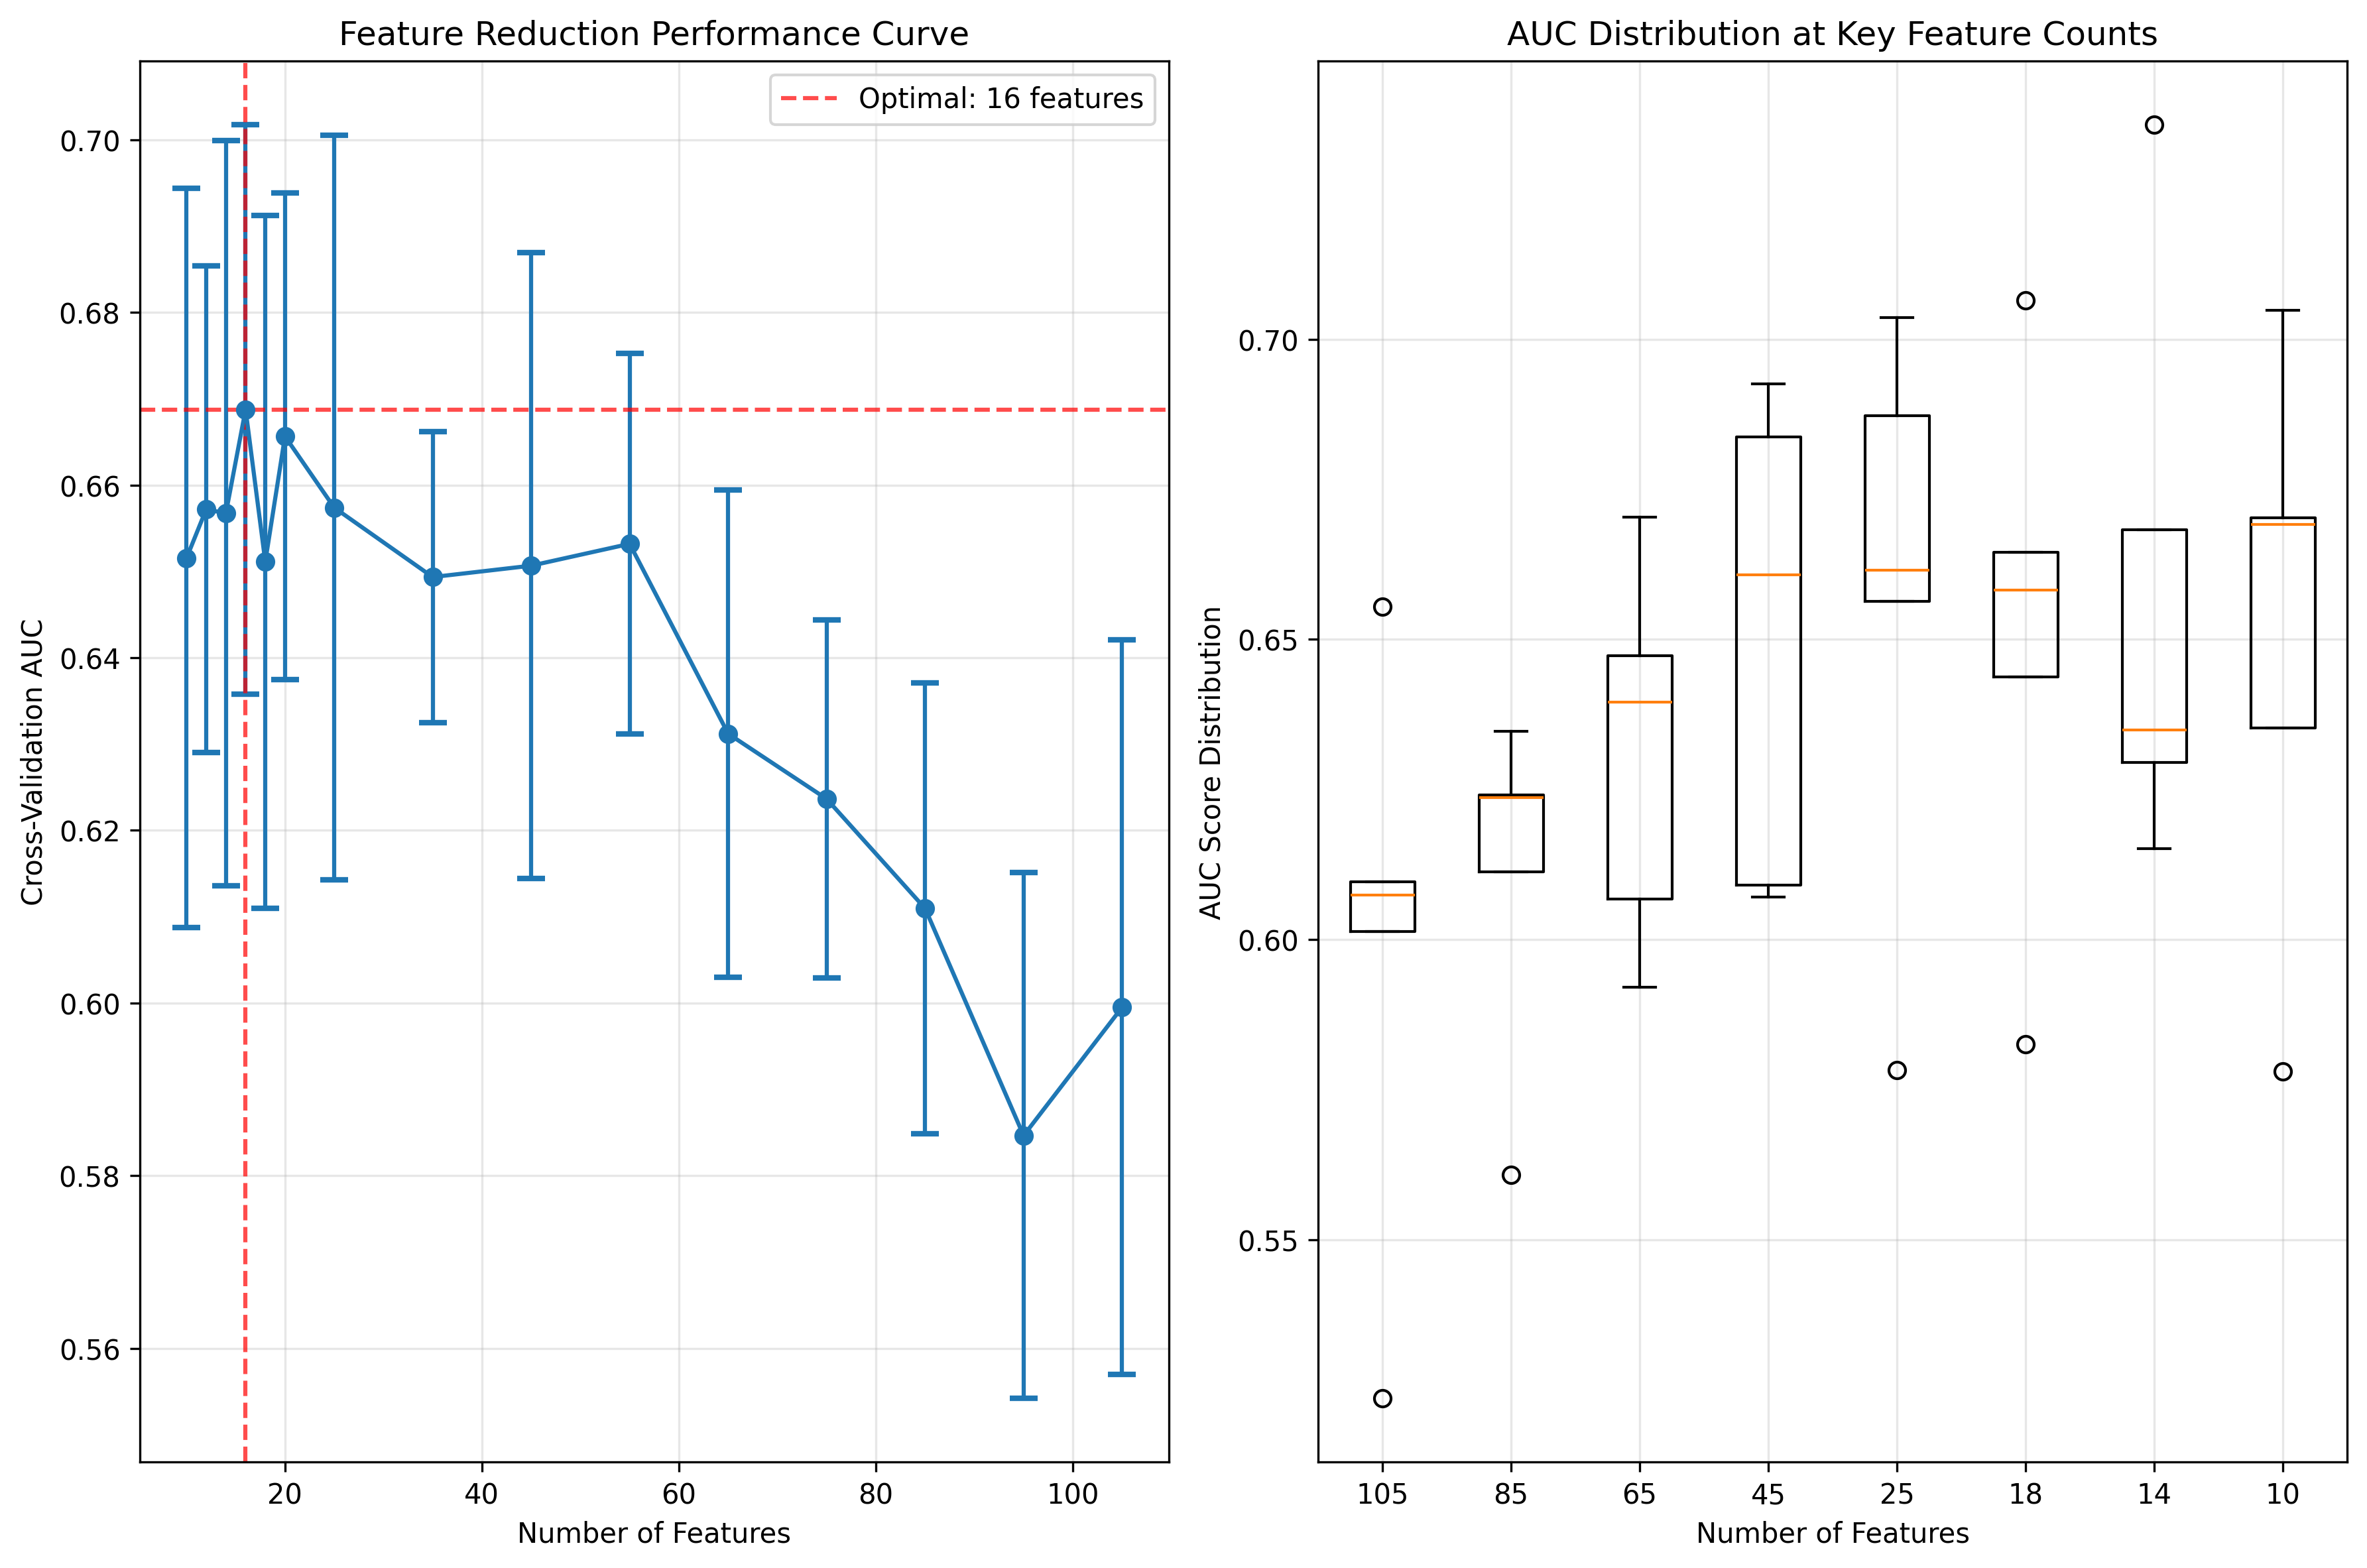 Feature Reduction Performance Curve
Optimal: 16 features
0.70
0.68
0.66
0.64
0.62
0.60
0.58
0.56
Cross-Validation AUC
20 40 60 80 100
Number of Features
AUC Distribution at Key Feature Counts
0.70
0.65
0.60
0.55
AUC Score Distribution
105 85 65 45 25 18 14 10
Number of Features